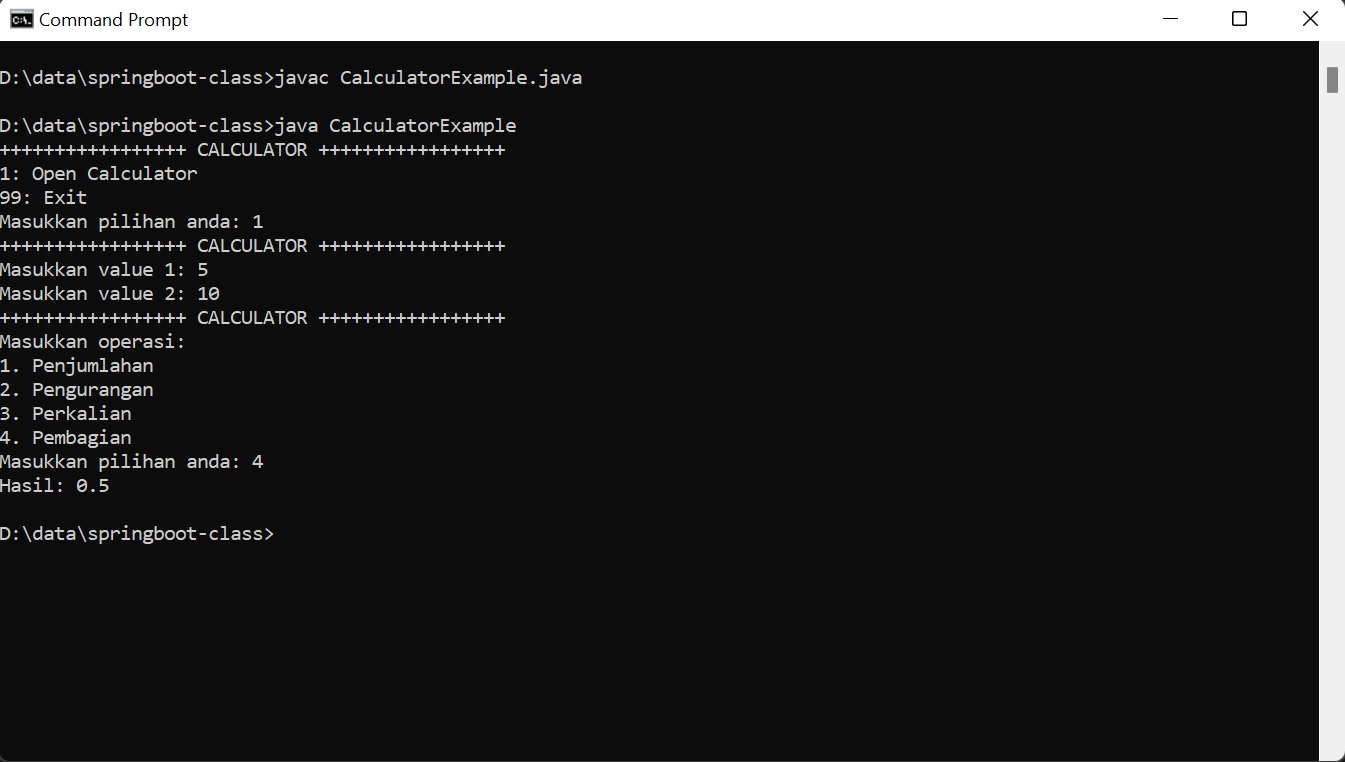 Command Prompt
D:\data\springboot-class>javac CalculatorExample.java
D:\data\springboot-class>java CalculatorExample
+++++++++++++++++ CALCULATOR +++++++++++++++++
1: Open Calculator
99: Exit
Masukkan pilihan anda: 1
+++++++++++++++++ CALCULATOR +++++++++++++++++
Masukkan value 1: 5
Masukkan value 2: 10
+++++++++++++++++ CALCULATOR +++++++++++++++++
Masukkan operasi:
1. Penjumlahan
2. Pengurangan
3. Perkalian
4. Pembagian
Masukkan pilihan anda: 4
Hasil: 0.5
D:\data\springboot-class>